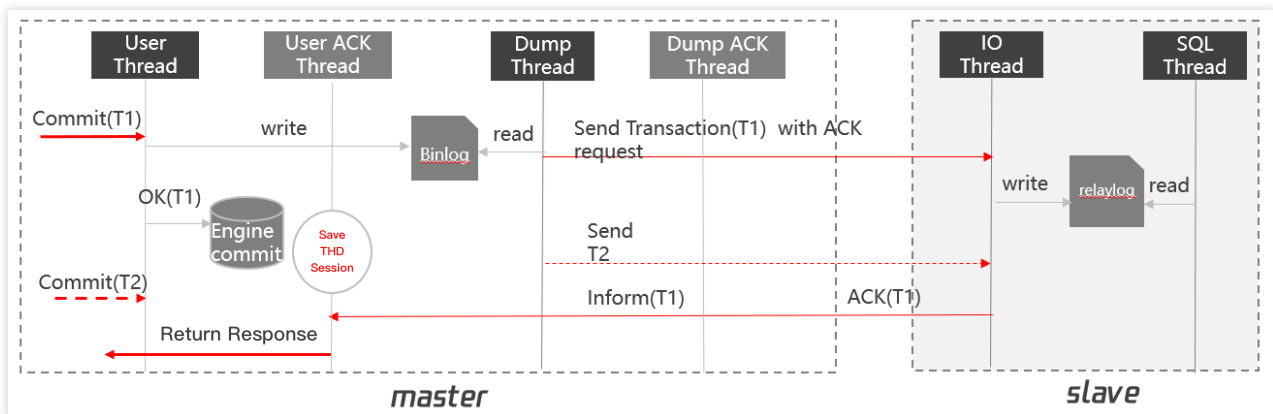 User
Thread
User ACK
Thread
Dump
Thread
Dump ACK
Thread
IO
Thread
SQL
Thread
Commit(T1)
write
Binlog
read
Send Transaction(T1) with ACK
request
write
relaylog
read
OK(T1)
Engine
commit
Save
THD
Session
Send
T2
Commit(T2)
Inform(T1)
ACK(T1)
Return Response
master
slave